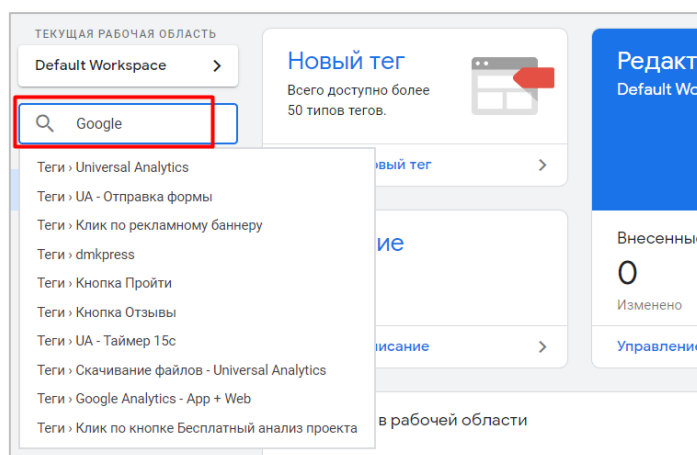 ТЕКУЩАЯ РАБОЧАЯ ОБЛАСТЬ
Default Workspace
Google
Теги › Universal Analytics
Теги › UA - Отправка формы
Теги › Клик по рекламному баннеру
Теги › dmkpress
Теги › Кнопка Пройти
Теги › Кнопка Отзывы
Теги › UA - Таймер 15с
Теги › Скачивание файлов - Universal Analytics
Теги › Google Analytics - App + Web
Теги › Клик по кнопке Бесплатный анализ проекта
Новый тег
Всего доступно более
50 типов тегов.
овый тег
ие
исание
в рабочей области
Редакт
Default Wo
Внесенны
0
Изменено
Управлени